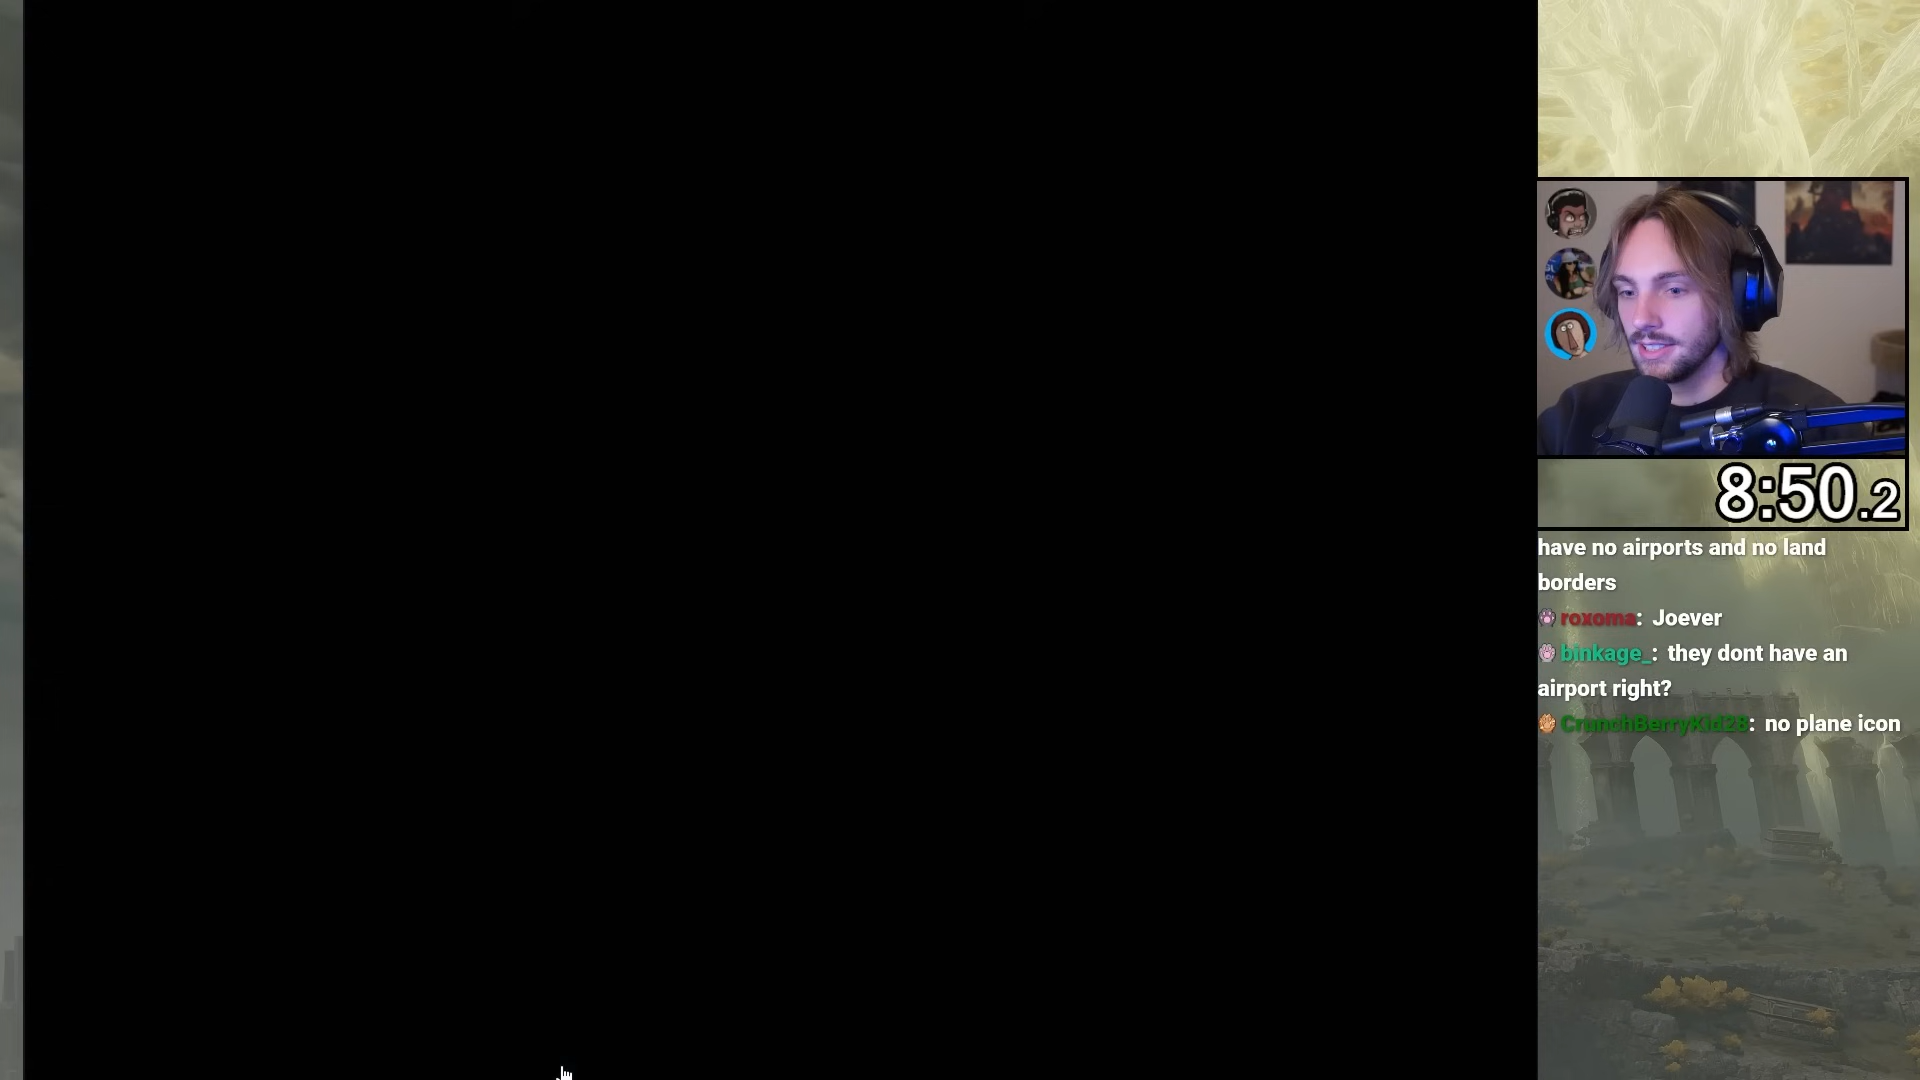 8:50.2
have no airports and no land
borders
roxoma: Joever
binkage_: they dont have an
airport right?
CrunchBerryKid28: no plane icon